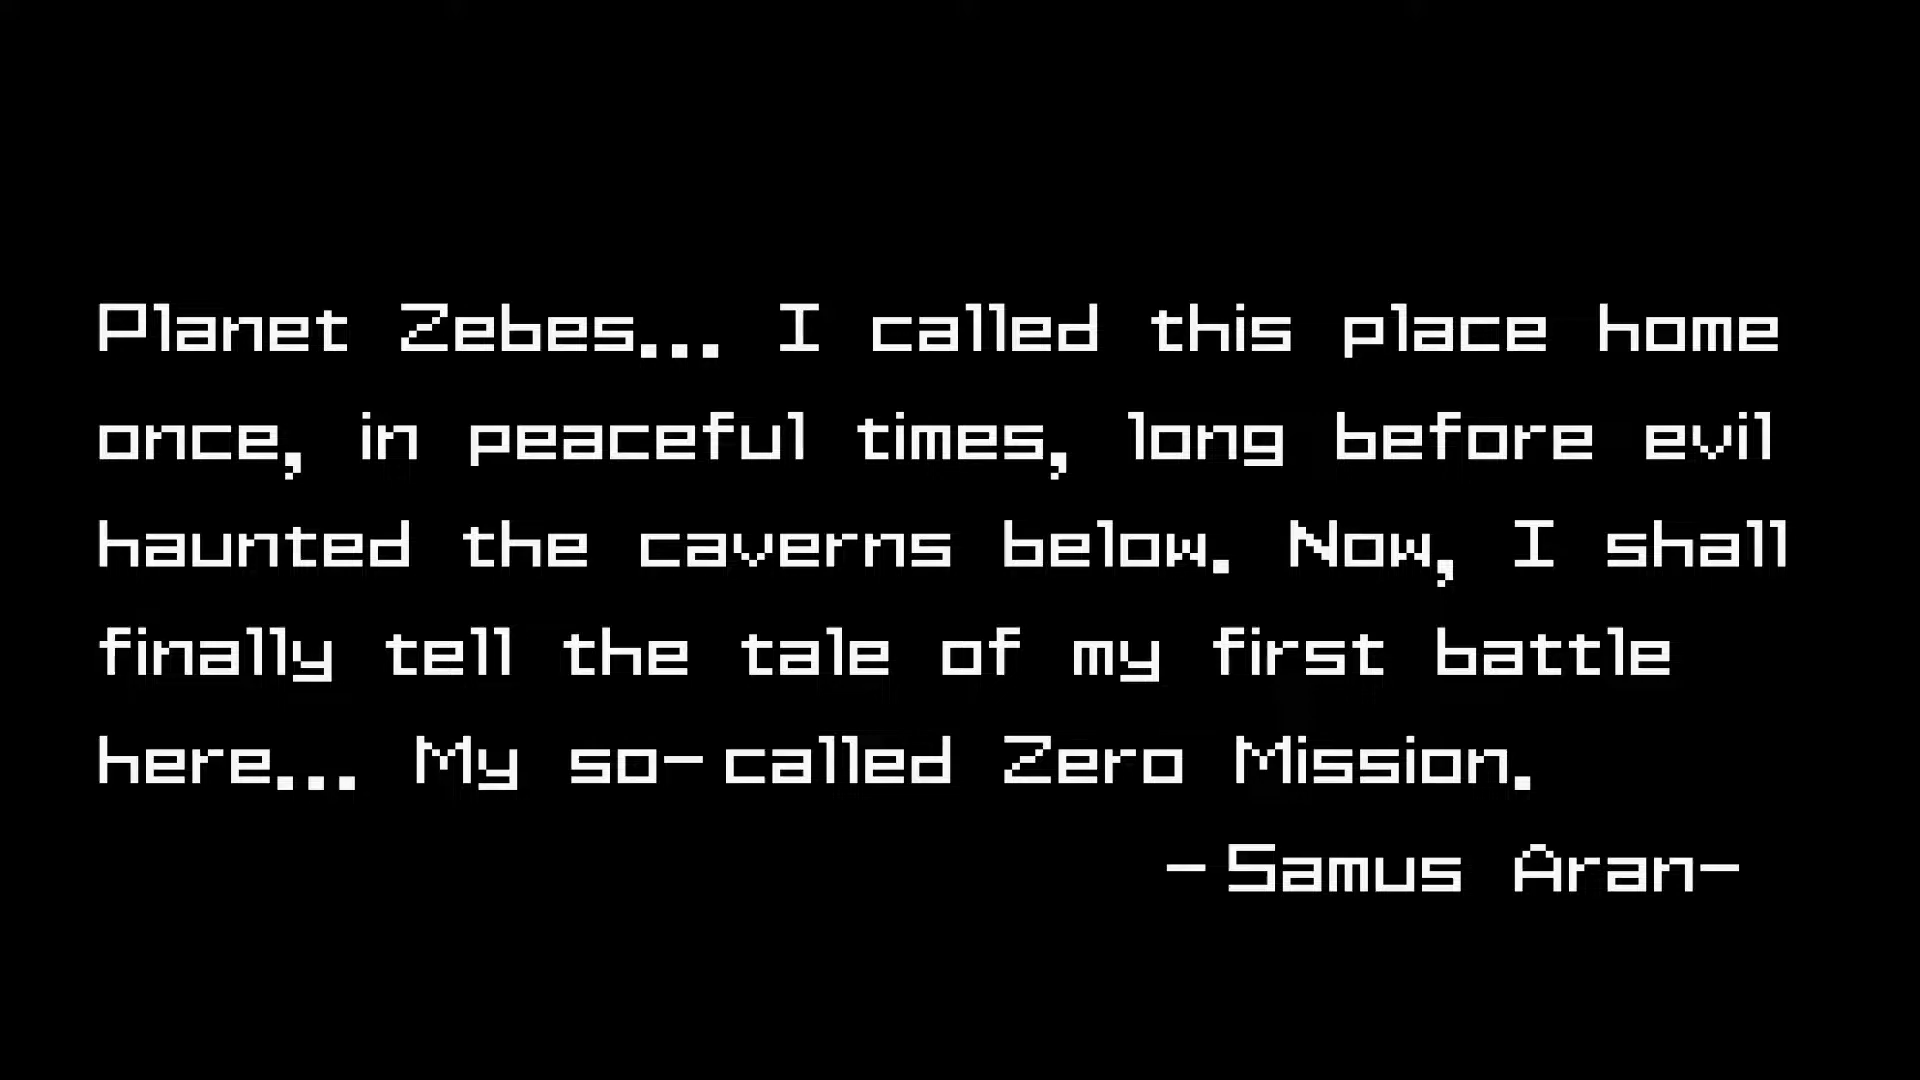 Planet Zebes... I called this place home
once, in peaceful times, long before evil
haunted the caverns below. Now, I shall
finally tell the tale of my first battle
here... My so-called Zero Mission.
-Samus Aran-